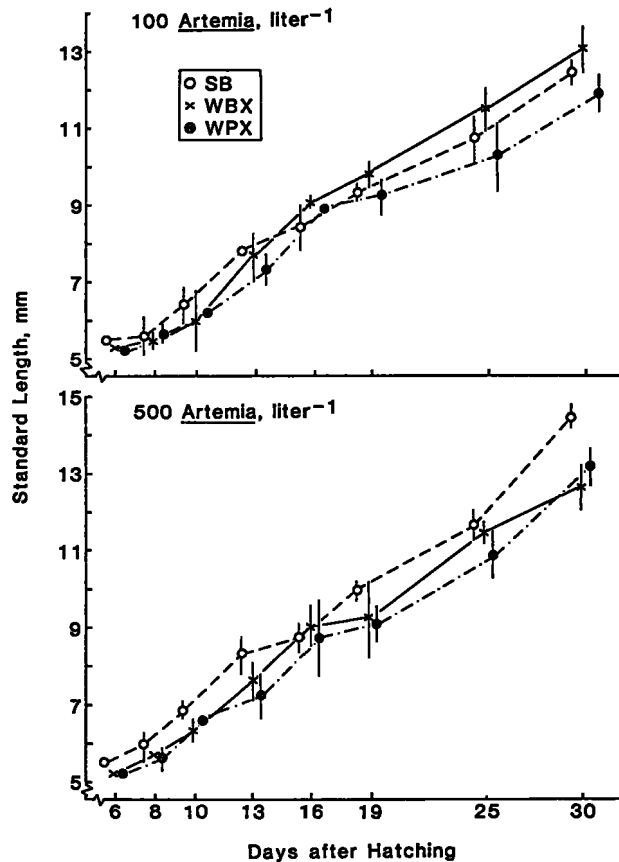 100 Artemia, liter⁻¹
SB
WBX
WPX
13
11
9
7
5
500 Artemia, liter⁻¹
15
13
11
9
7
5
Standard Length, mm
6 8 10 13 16 19 25 30
Days after Hatching